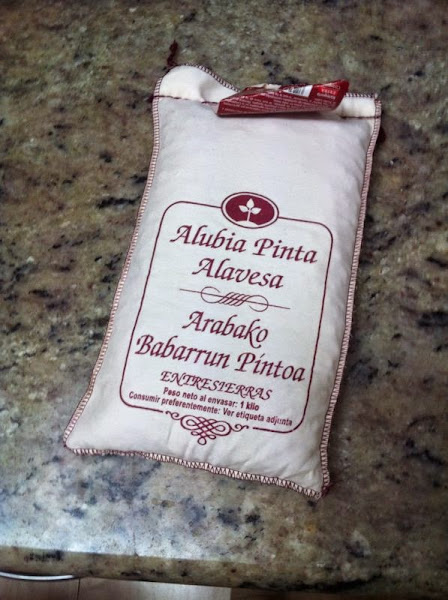 Alubia Pinta
Alavesa
Arabako
Babarrun Pintoa
ENTRESIERRAS
Peso neto al envasar: 1 kilo
Consumir preferentemente: Ver etiqueta adjunta